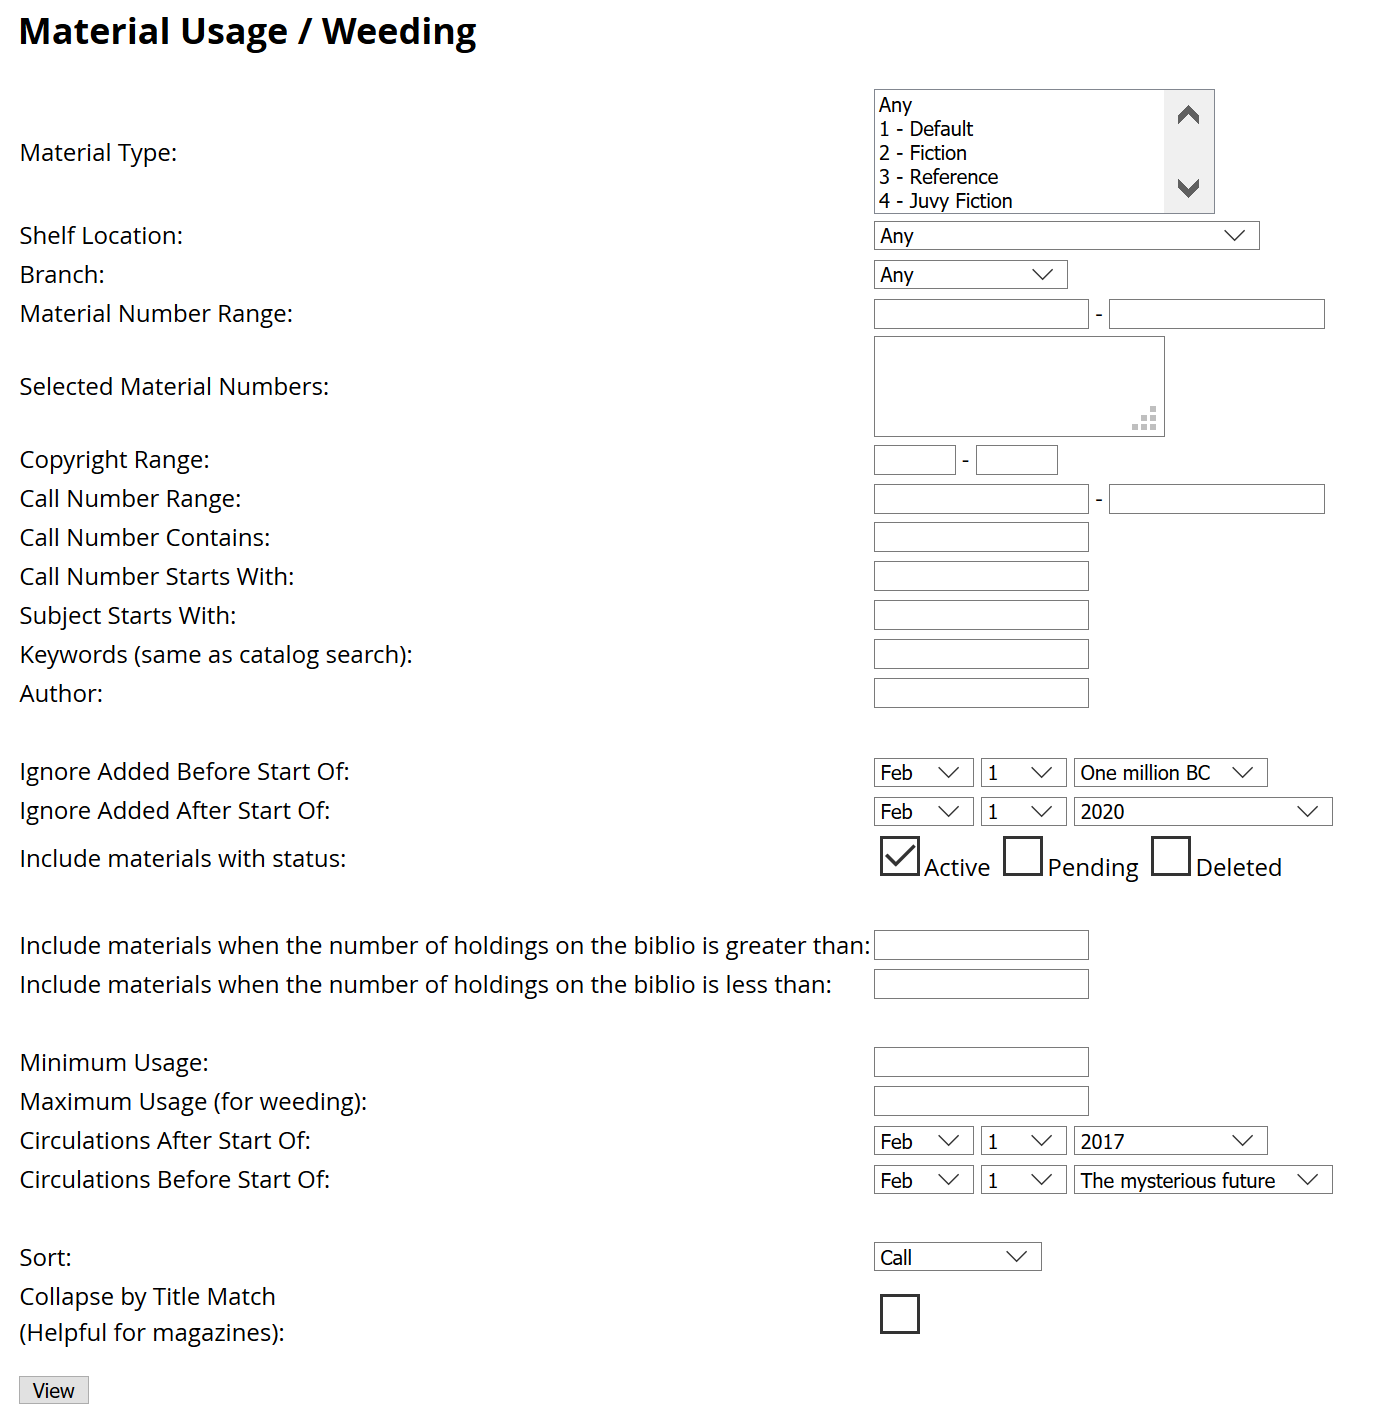 Material Usage / Weeding
Material Type:
Any
1 - Default
2 - Fiction
3 - Reference
4 - Juvy Fiction
Shelf Location: Any
Branch: Any
Material Number Range: -
Selected Material Numbers:
Copyright Range: -
Call Number Range: -
Call Number Contains:
Call Number Starts With:
Subject Starts With:
Keywords (same as catalog search):
Author:
Ignore Added Before Start Of: Feb 1 One million BC
Ignore Added After Start Of: Feb 1 2020
Include materials with status: Active Pending Deleted
Include materials when the number of holdings on the biblio is greater than:
Include materials when the number of holdings on the biblio is less than:
Minimum Usage:
Maximum Usage (for weeding):
Circulations After Start Of: Feb 1 2017
Circulations Before Start Of: Feb 1 The mysterious future
Sort: Call
Collapse by Title Match
(Helpful for magazines):
View